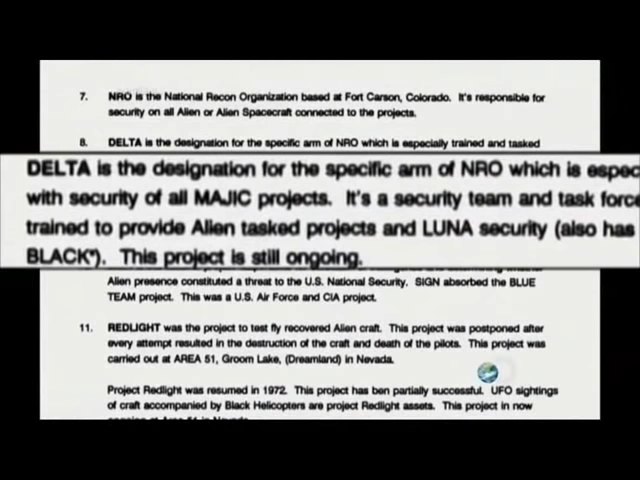 7. NRO is the National Recon Organization based at Fort Carson, Colorado. It's responsible for
security on all Alien or Alien Spacecraft connected to the projects.
8. DELTA is the designation for the specific arm of NRO which is especially trained and tasked
DELTA is the designation for the specific arm of NRO which is espec
with security of all MAJIC projects. It's a security team and task force
trained to provide Alien tasked projects and LUNA security (also has
BLACK"). This project is still ongoing.
Alien presence constituted a threat to the U.S. National Security. SIGN absorbed the BLUE
TEAM project. This was a U.S. Air Force and CIA project.
11. REDLIGHT was the project to test fly recovered Alien craft. This project was postponed after
every attempt resulted in the destruction of the craft and death of the pilots. This project was
carried out at AREA 51, Groom Lake, (Dreamland) in Nevada.
Project Redlight was resumed in 1972. This project has ben partially successful. UFO sightings
of craft accompanied by Black Helicopters are project Redlight assets. This project in now